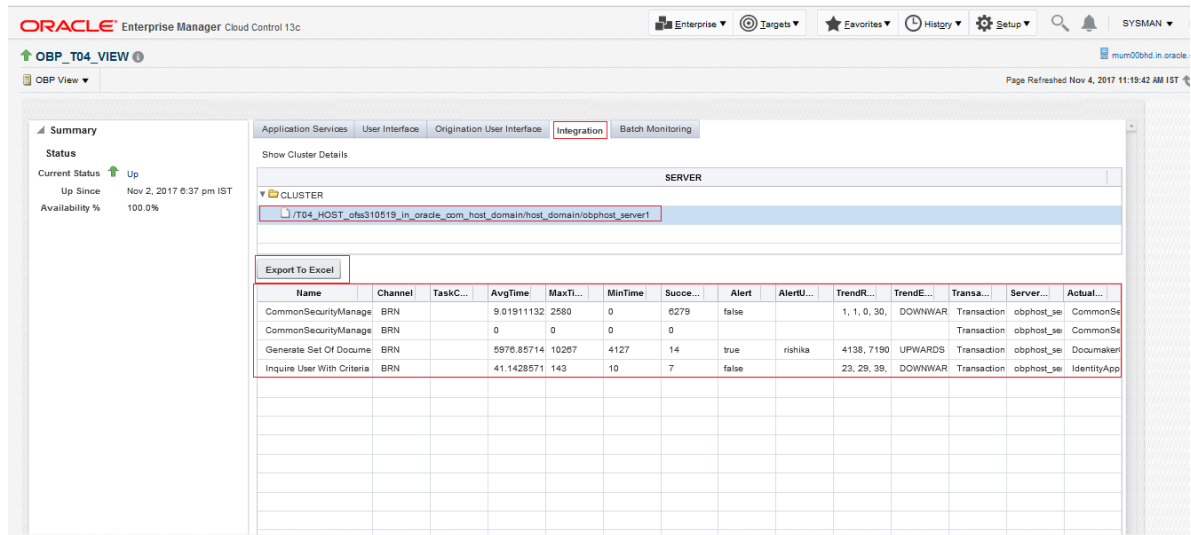 ORACLE Enterprise Manager Cloud Control 13c Enterprise Targets Favorites History Setup SYSMAN
OBP_T04_VIEW mum00bhd.in.oracle.
OBP View Page Refreshed Nov 4, 2017 11:19:42 AM IST
Summary
Status
Current Status Up
Up Since Nov 2, 2017 6:37 pm IST
Availability % 100.0%
Application Services User Interface Origination User Interface Integration Batch Monitoring
Show Cluster Details
SERVER
CLUSTER
/T04_HOST_ofss310519_in_oracle_com_host_domain/host_domain/obphost_server1
Export To Excel
Name Channel TaskC... AvgTime MaxTi... MinTime Succe... Alert AlertU... TrendR... TrendE... Transa... Server... Actual...
CommonSecurityManage BRN 9.01911132 2580 0 6279 false 1, 1, 0, 30, DOWNWAR Transaction obphost_se CommonSe
CommonSecurityManage BRN 0 0 0 0 Transaction obphost_se CommonSe
Generate Set Of Docume BRN 5976.85714 10267 4127 14 true rishika 4138, 7190 UPWARDS Transaction obphost_se Documaker
Inquire User With Criteria BRN 41.1428571 143 10 7 false 23, 29, 39, DOWNWAR Transaction obphost_se IdentityApp